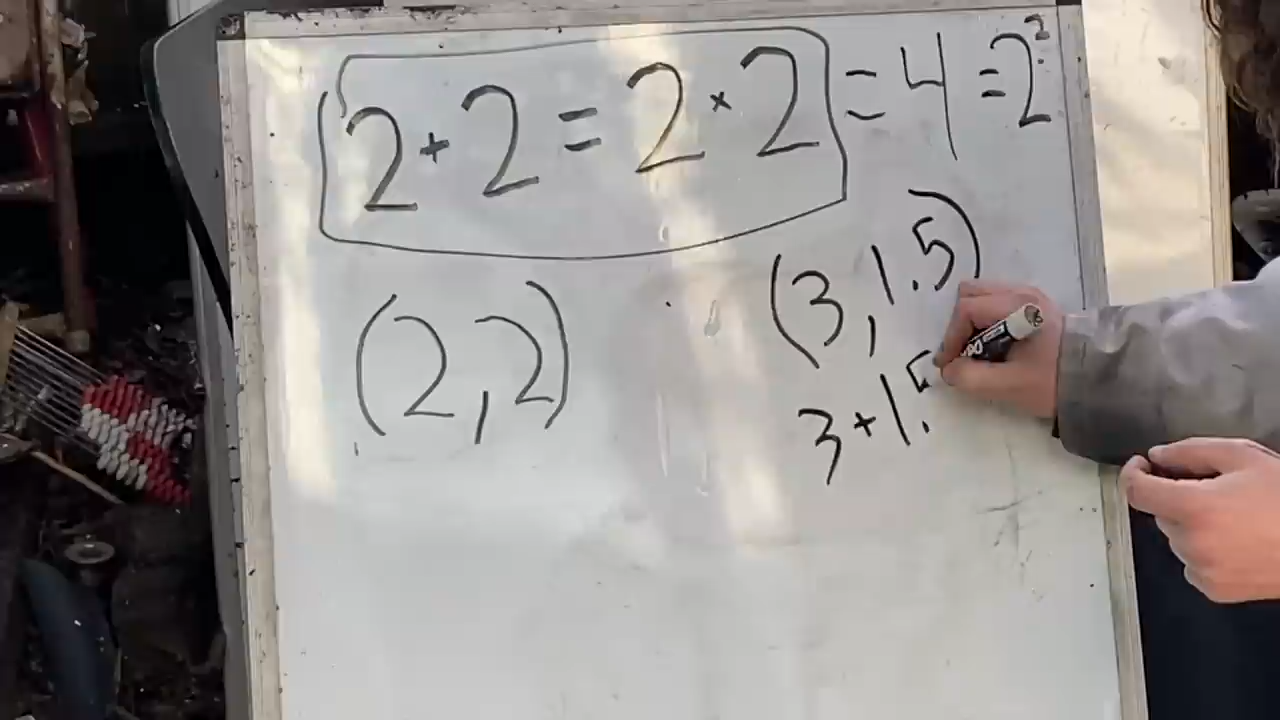 2 + 2 = 2 × 2 = 4 = 2²
(2,2)
(3,1.5)
3+1.5